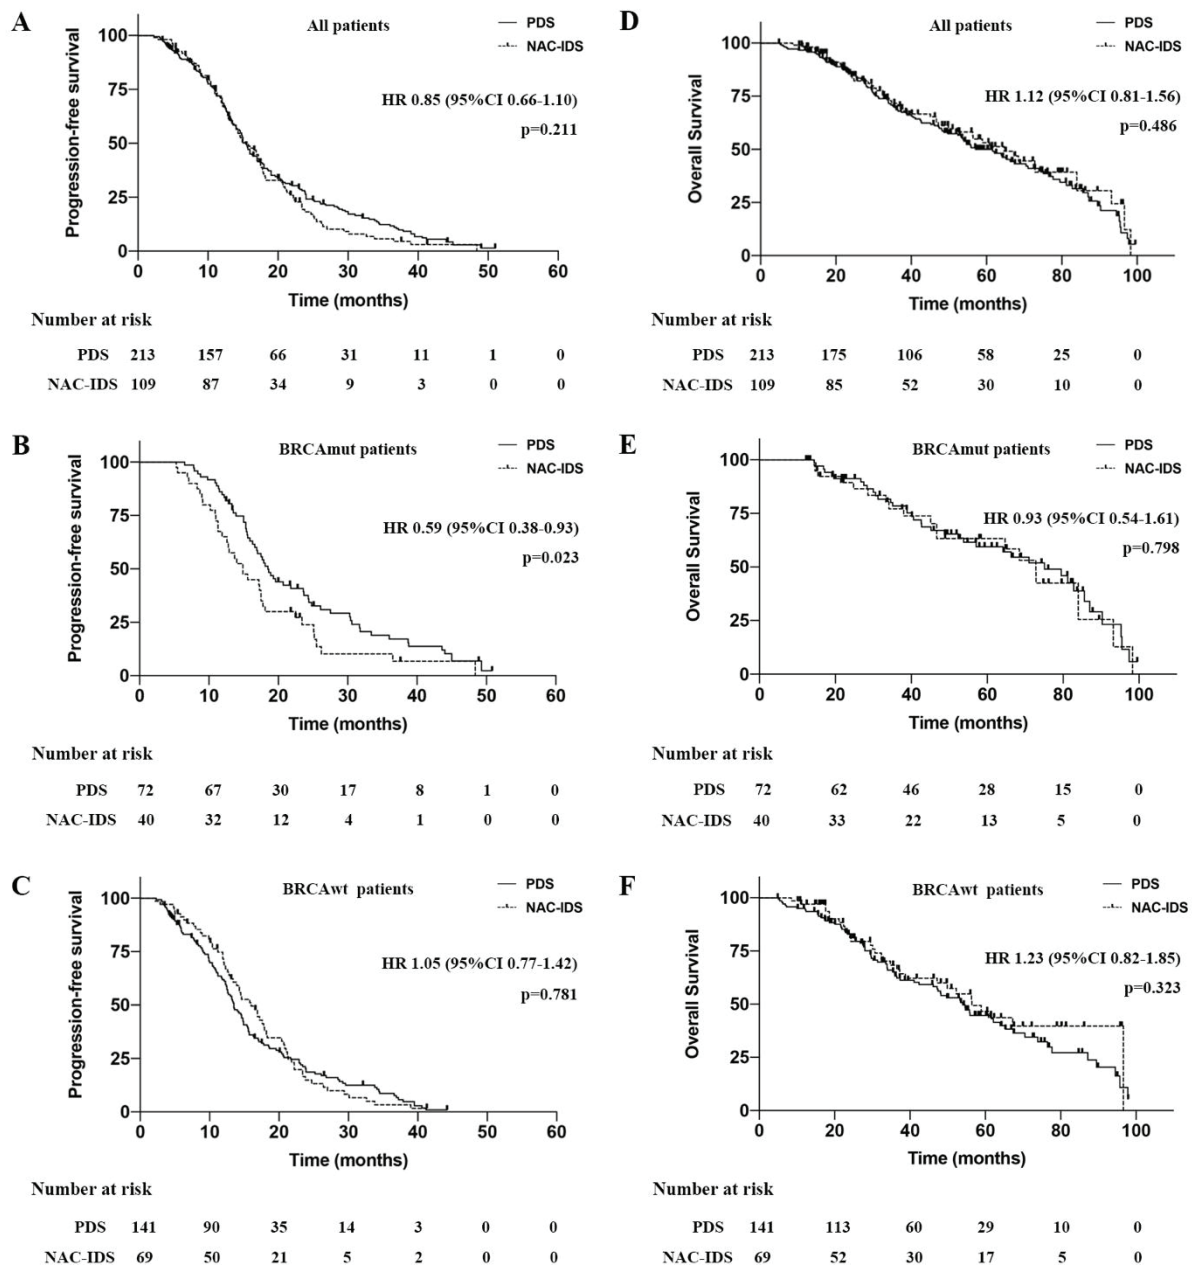 A
All patients
PDS
NAC-IDS
HR 0.85 (95%CI 0.66-1.10)
p=0.211
Progression-free survival
100
75
50
25
0
0 10 20 30 40 50 60
Time (months)
Number at risk
PDS 213 157 66 31 11 1 0
NAC-IDS 109 87 34 9 3 0 0
D
All patients
PDS
NAC-IDS
HR 1.12 (95%CI 0.81-1.56)
p=0.486
Overall Survival
100
75
50
25
0
0 20 40 60 80 100
Time (months)
Number at risk
PDS 213 175 106 58 25 0
NAC-IDS 109 85 52 30 10 0
B
BRCAmut patients
PDS
NAC-IDS
HR 0.59 (95%CI 0.38-0.93)
p=0.023
Progression-free survival
100
75
50
25
0
0 10 20 30 40 50 60
Time (months)
Number at risk
PDS 72 67 30 17 8 1 0
NAC-IDS 40 32 12 4 1 0 0
E
BRCAmut patients
PDS
NAC-IDS
HR 0.93 (95%CI 0.54-1.61)
p=0.798
Overall Survival
100
75
50
25
0
0 20 40 60 80 100
Time (months)
Number at risk
PDS 72 62 46 28 15 0
NAC-IDS 40 33 22 13 5 0
C
BRCAwt patients
PDS
NAC-IDS
HR 1.05 (95%CI 0.77-1.42)
p=0.781
Progression-free survival
100
75
50
25
0
0 10 20 30 40 50 60
Time (months)
Number at risk
PDS 141 90 35 14 3 0 0
NAC-IDS 69 50 21 5 2 0 0
F
BRCAwt patients
PDS
NAC-IDS
HR 1.23 (95%CI 0.82-1.85)
p=0.323
Overall Survival
100
75
50
25
0
0 20 40 60 80 100
Time (months)
Number at risk
PDS 141 113 60 29 10 0
NAC-IDS 69 52 30 17 5 0